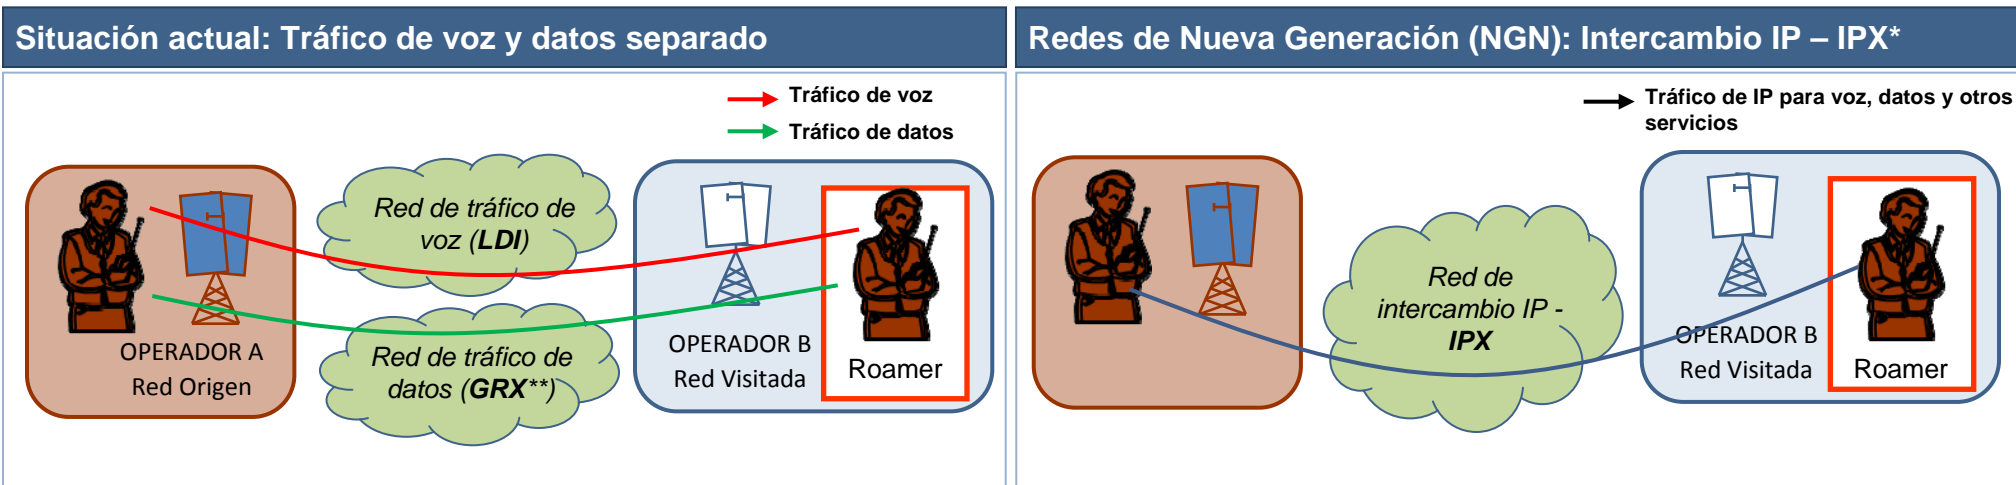 Situación actual: Tráfico de voz y datos separado
Tráfico de voz
Tráfico de datos
Red de tráfico de
voz (LDI)
Red de tráfico de
datos (GRX**)
OPERADOR A
Red Origen
OPERADOR B
Red Visitada
Roamer
Redes de Nueva Generación (NGN): Intercambio IP – IPX*
Tráfico de IP para voz, datos y otros
servicios
Red de
intercambio IP -
IPX
OPERADOR B
Red Visitada
Roamer